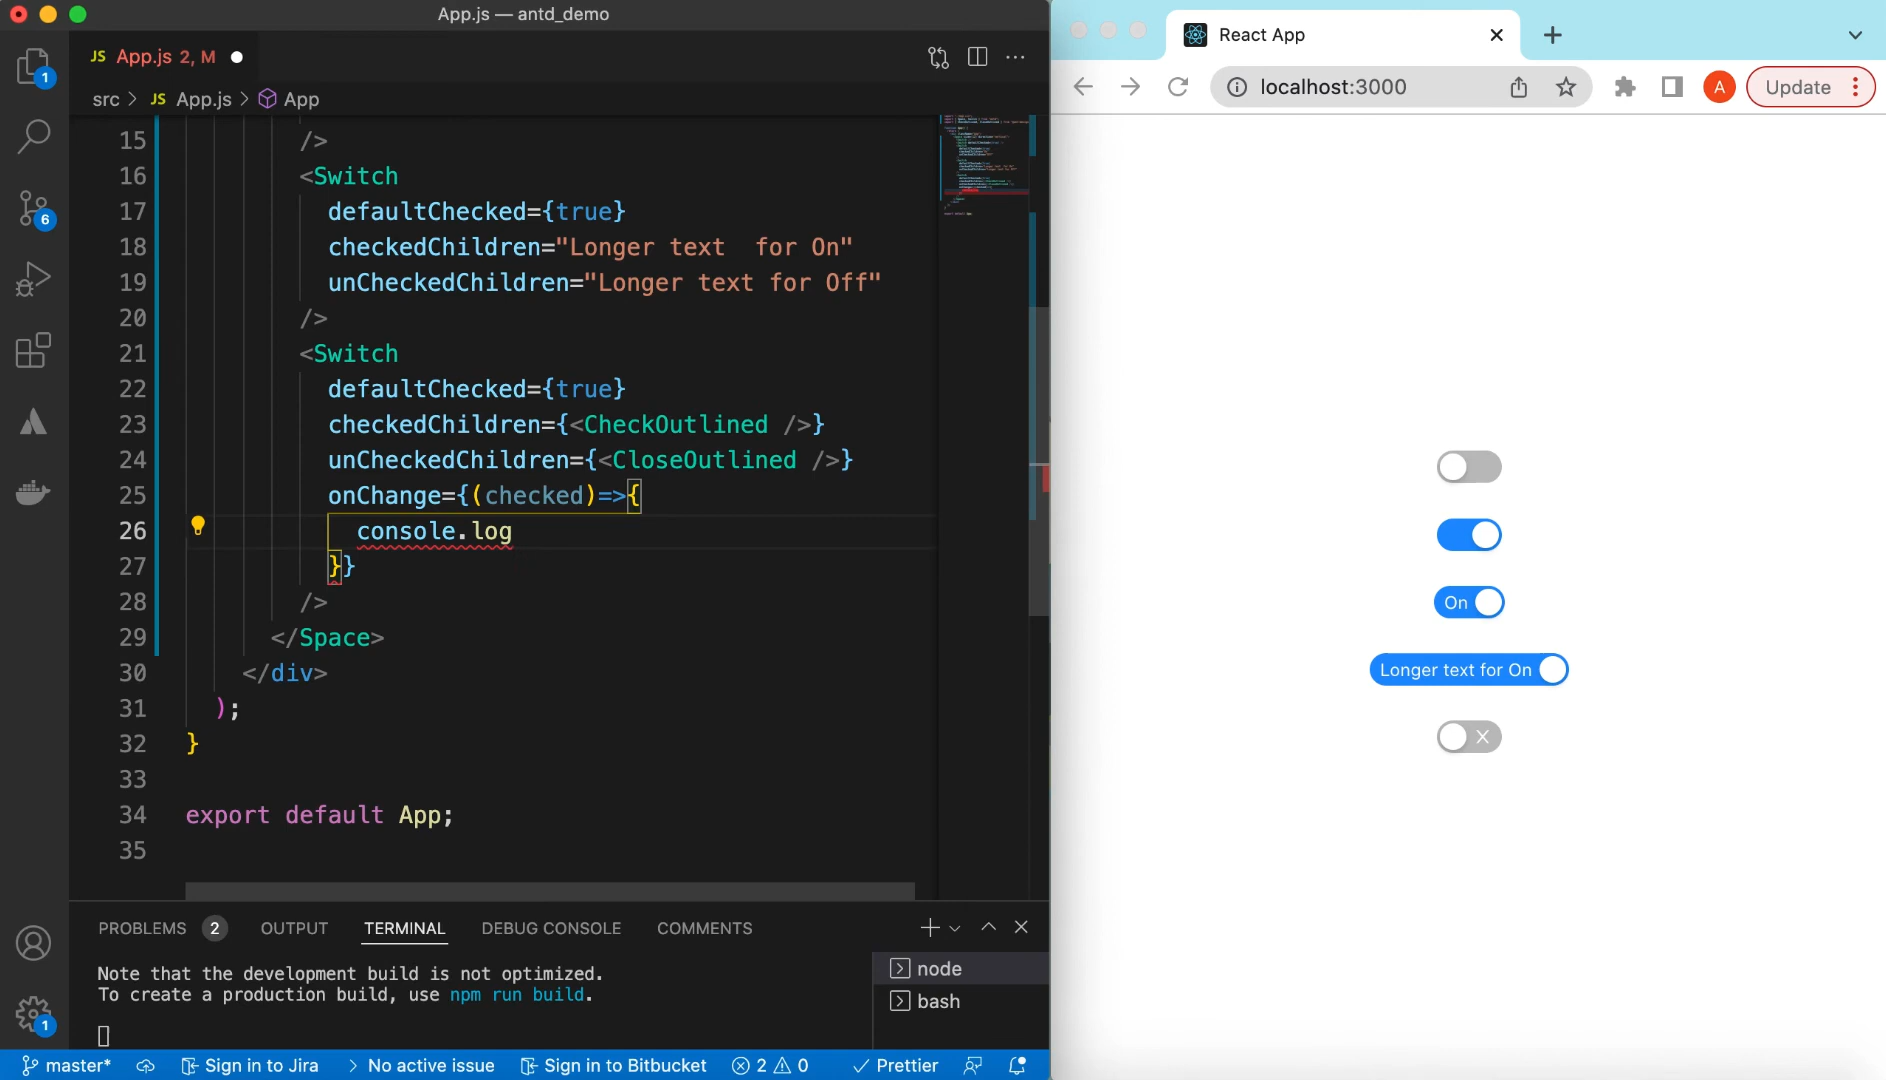 App.js — antd_demo
JS App.js 2, M
src > JS App.js > App
15 />
16 <Switch
17 defaultChecked={true}
18 checkedChildren="Longer text  for On"
19 unCheckedChildren="Longer text for Off"
20 />
21 <Switch
22 defaultChecked={true}
23 checkedChildren={<CheckOutlined />}
24 unCheckedChildren={<CloseOutlined />}
25 onChange={(checked)=>{
26 console.log
27 }}
28 />
29 </Space>
30 </div>
31 );
32 }
33
34 export default App;
35
1
6
1
PROBLEMS 2 OUTPUT TERMINAL DEBUG CONSOLE COMMENTS
Note that the development build is not optimized.
To create a production build, use npm run build.
node
bash
master* Sign in to Jira > No active issue Sign in to Bitbucket 2 0 Prettier
React App
localhost:3000 A Update
On
Longer text for On